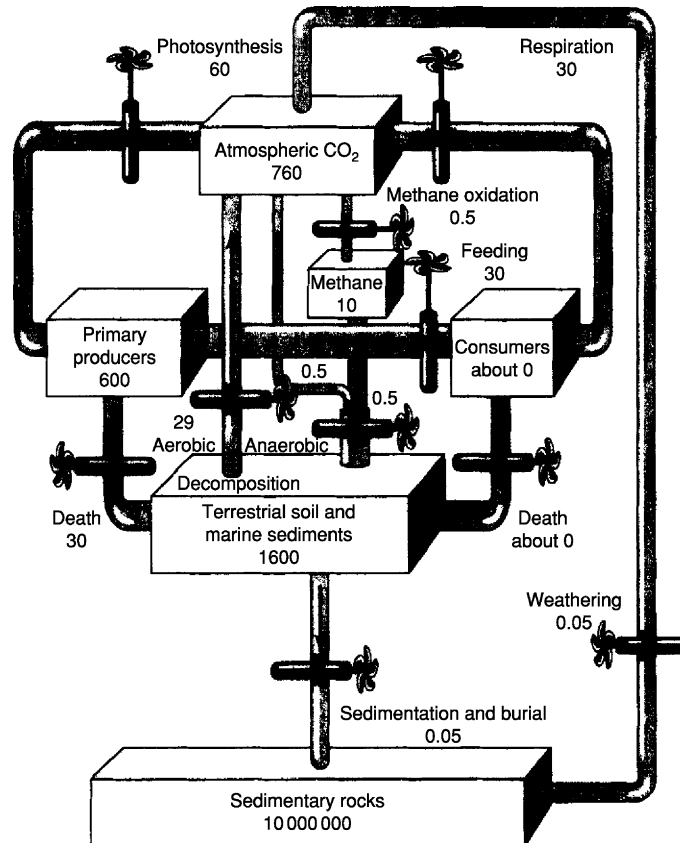 Photosynthesis
60
Respiration
30
Atmospheric CO₂
760
Methane oxidation
0.5
Feeding
30
Methane
10
Primary
producers
600
Consumers
about 0
0.5
0.5
29
Aerobic
Anaerobic
Decomposition
Death
30
Terrestrial soil and
marine sediments
1600
Death
about 0
Weathering
0.05
Sedimentation and burial
0.05
Sedimentary rocks
10 000 000